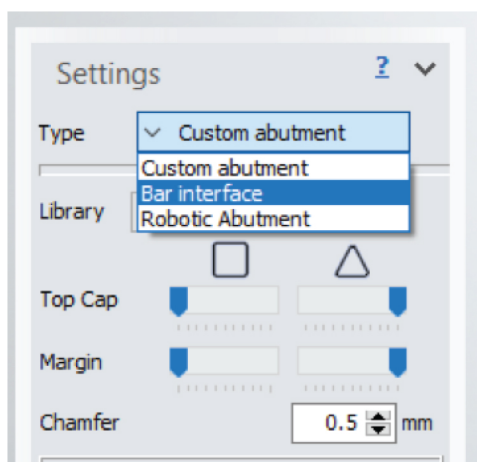 Settings ?
Type Custom abutment
Custom abutment
Bar interface
Library Robotic Abutment
Top Cap
Margin
Chamfer 0.5 mm